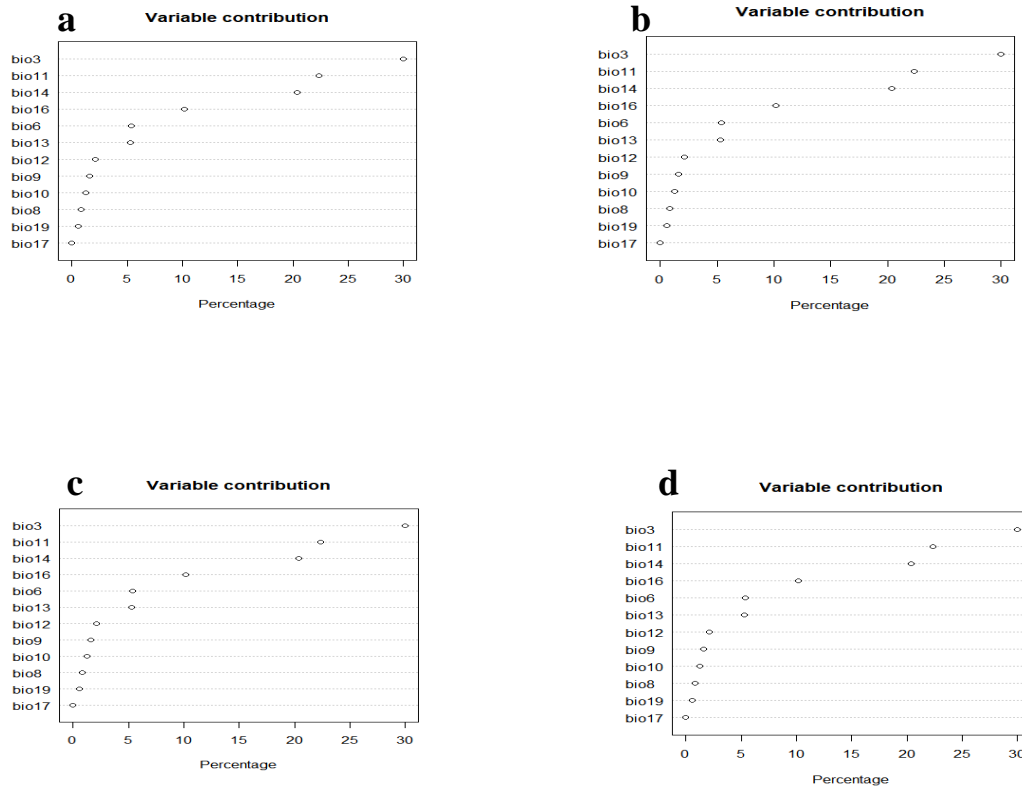 a
Variable contribution
bio3
bio11
bio14
bio16
bio6
bio13
bio12
bio9
bio10
bio8
bio19
bio17
0 5 10 15 20 25 30
Percentage
b
Variable contribution
bio3
bio11
bio14
bio16
bio6
bio13
bio12
bio9
bio10
bio8
bio19
bio17
0 5 10 15 20 25 30
Percentage
c
Variable contribution
bio3
bio11
bio14
bio16
bio6
bio13
bio12
bio9
bio10
bio8
bio19
bio17
0 5 10 15 20 25 30
Percentage
d
Variable contribution
bio3
bio11
bio14
bio16
bio6
bio13
bio12
bio9
bio10
bio8
bio19
bio17
0 5 10 15 20 25 30
Percentage